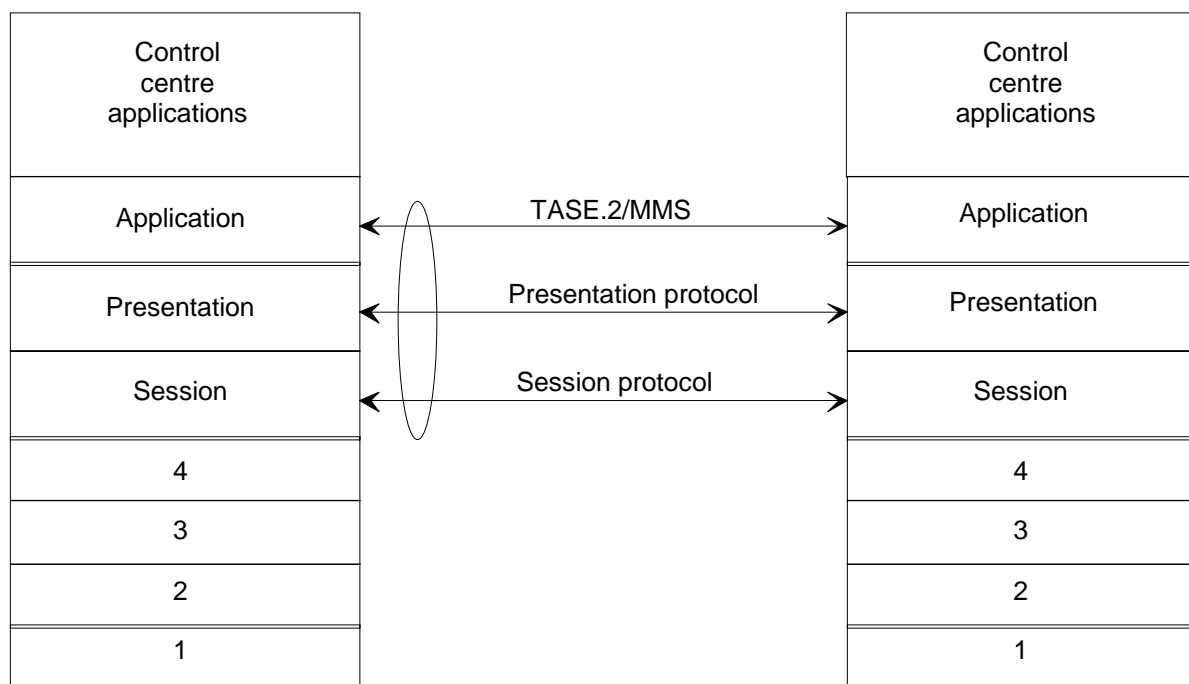 Control
centre
applications
Control
centre
applications
Application
TASE.2/MMS
Application
Presentation
Presentation protocol
Presentation
Session
Session protocol
Session
4
4
3
3
2
2
1
1